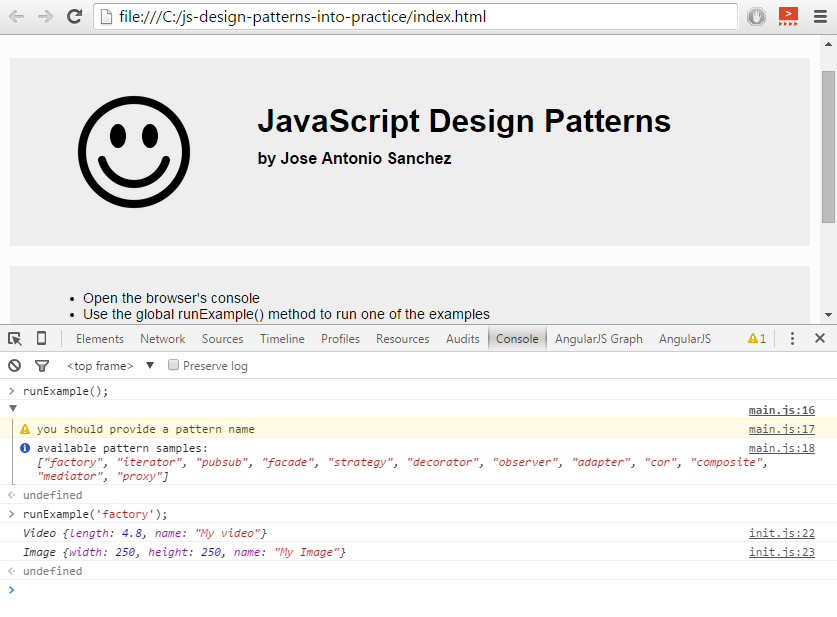 file:///C:/js-design-patterns-into-practice/index.html
JavaScript Design Patterns
by Jose Antonio Sanchez
• Open the browser's console
• Use the global runExample() method to run one of the examples
Elements Network Sources Timeline Profiles Resources Audits Console AngularJS Graph AngularJS 1
<top frame> ▼ Preserve log
> runExample();
▼ main.js:16
you should provide a pattern name main.js:17
available pattern samples: main.js:18
["factory", "iterator", "pubsub", "facade", "strategy", "decorator", "observer", "adapter", "cor", "composite",
"mediator", "proxy"]
undefined
> runExample('factory');
Video {length: 4.8, name: "My video"} init.js:22
Image {width: 250, height: 250, name: "My Image"} init.js:23
undefined
>